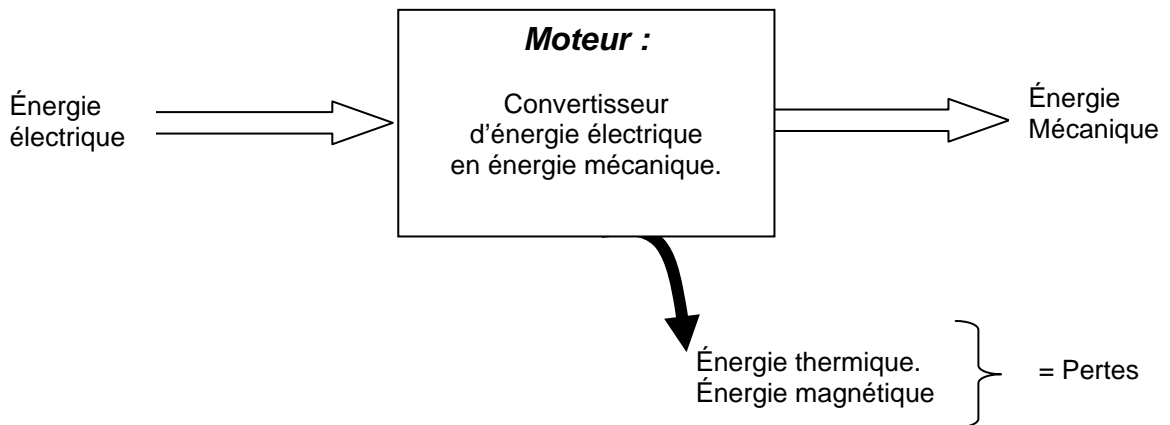 Moteur :
Énergie
électrique
Convertisseur
d’énergie électrique
en énergie mécanique.
Énergie
Mécanique
Énergie thermique.
Énergie magnétique
= Pertes